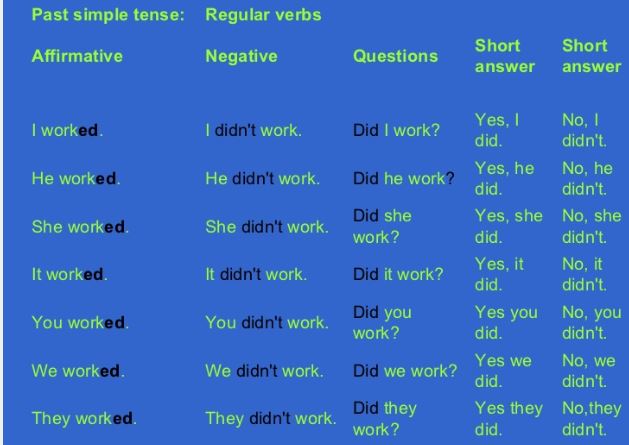 Past simple tense: Regular verbs
Affirmative Negative Questions Short answer Short answer
I worked. I didn't work. Did I work? Yes, I did. No, I didn't.
He worked. He didn't work. Did he work? Yes, he did. No, he didn't.
She worked. She didn't work. Did she work? Yes, she did. No, she didn't.
It worked. It didn't work. Did it work? Yes, it did. No, it didn't.
You worked. You didn't work. Did you work? Yes you did. No, you didn't.
We worked. We didn't work. Did we work? Yes we did. No, we didn't.
They worked. They didn't work. Did they work? Yes they did. No,they didn't.